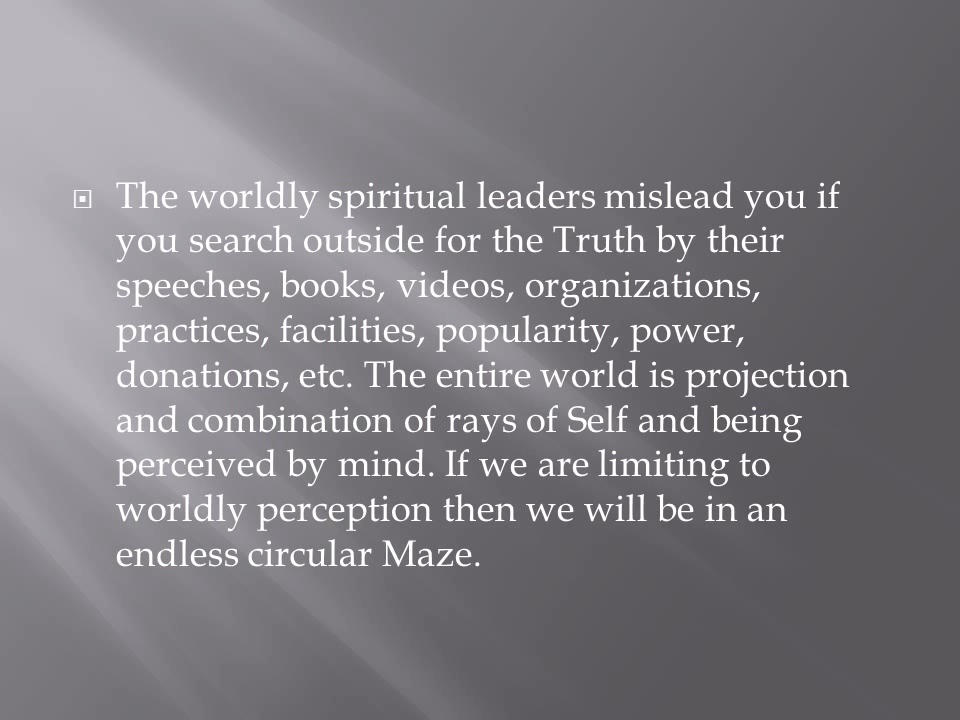 The worldly spiritual leaders mislead you if
you search outside for the Truth by their
speeches, books, videos, organizations,
practices, facilities, popularity, power,
donations, etc. The entire world is projection
and combination of rays of Self and being
perceived by mind. If we are limiting to
worldly perception then we will be in an
endless circular Maze.